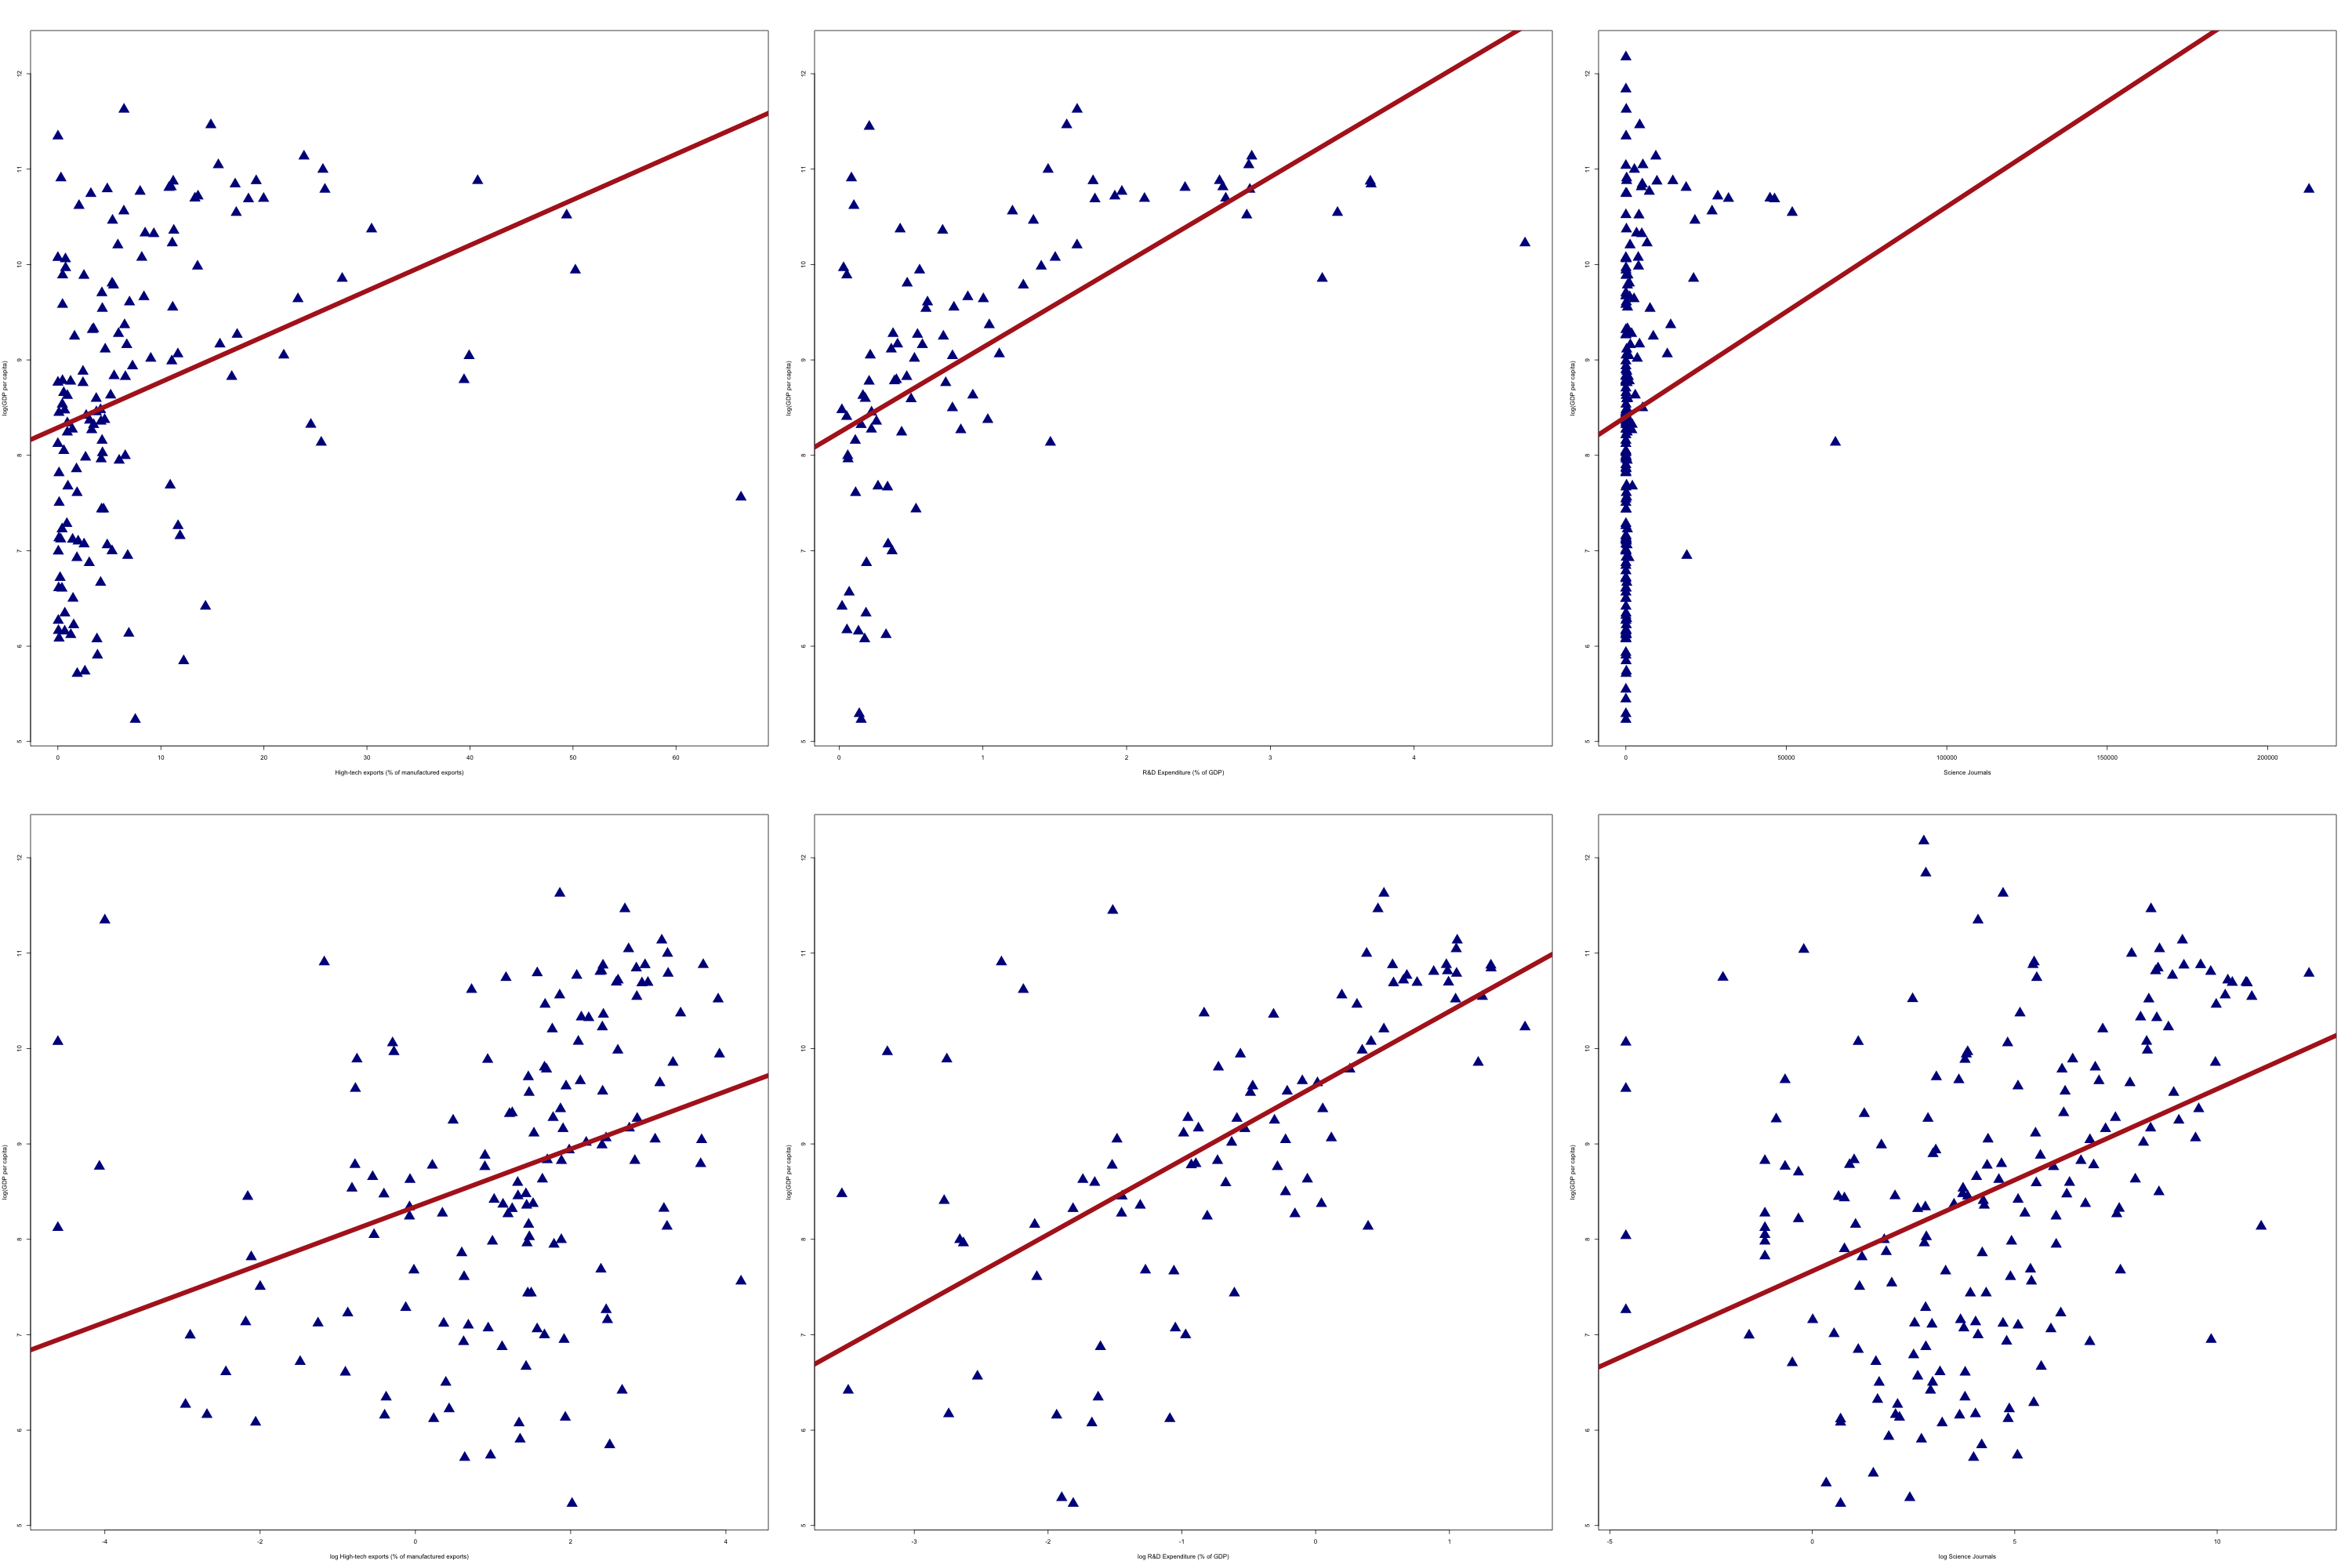 12
11
10
9
8
7
6
5
log(GDP per capita)
0 10 20 30 40 50 60
High-tech exports (% of manufactured exports)
12
11
10
9
8
7
6
5
log(GDP per capita)
0 1 2 3 4
R&D Expenditure (% of GDP)
12
11
10
9
8
7
6
5
log(GDP per capita)
0 50000 100000 150000 200000
Science Journals
12
11
10
9
8
7
6
5
log(GDP per capita)
-4 -2 0 2 4
log High-tech exports (% of manufactured exports)
12
11
10
9
8
7
6
5
log(GDP per capita)
-3 -2 -1 0 1
log R&D Expenditure (% of GDP)
12
11
10
9
8
7
6
5
log(GDP per capita)
-5 0 5 10
log Science Journals